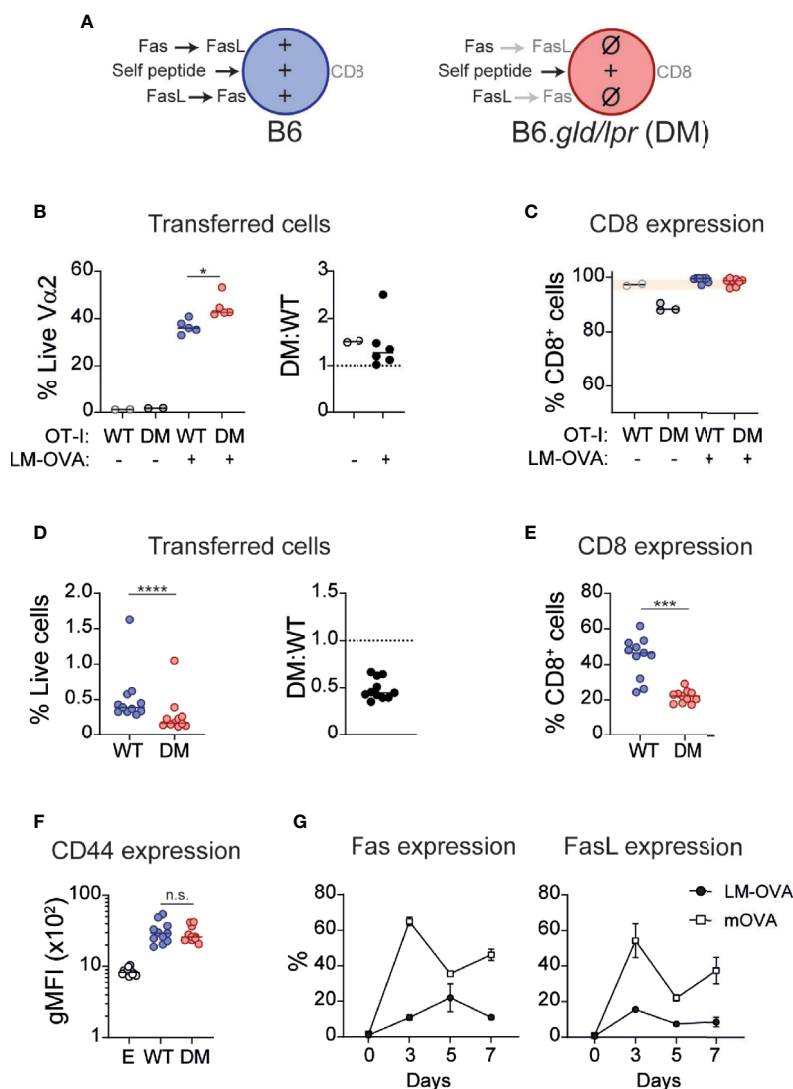 A
Fas → FasL + CD8
Self peptide → +
FasL → Fas +
B6
Fas → FasL Ø CD8
Self peptide → +
FasL → Fas Ø
B6.gld/lpr (DM)
B
Transferred cells
% Live Vα2
60
40
20
0
*
OT-I: WT DM WT DM
LM-OVA: - - + +
DM:WT
3
2
1
0
- +
C
CD8 expression
% CD8+ cells
100
80
60
OT-I: WT DM WT DM
LM-OVA: - - + +
D
Transferred cells
% Live cells
2.0
1.5
1.0
0.5
0
****
WT DM
DM:WT
1.5
1.0
0.5
0
E
CD8 expression
% CD8+ cells
80
60
40
20
0
***
WT DM
F
CD44 expression
gMFI (x10²)
100
10
1
n.s.
E WT DM
G
Fas expression
%
80
60
40
20
0
0 3 5 7
Days
FasL expression
80
60
40
20
0
0 3 5 7
Days
LM-OVA
mOVA